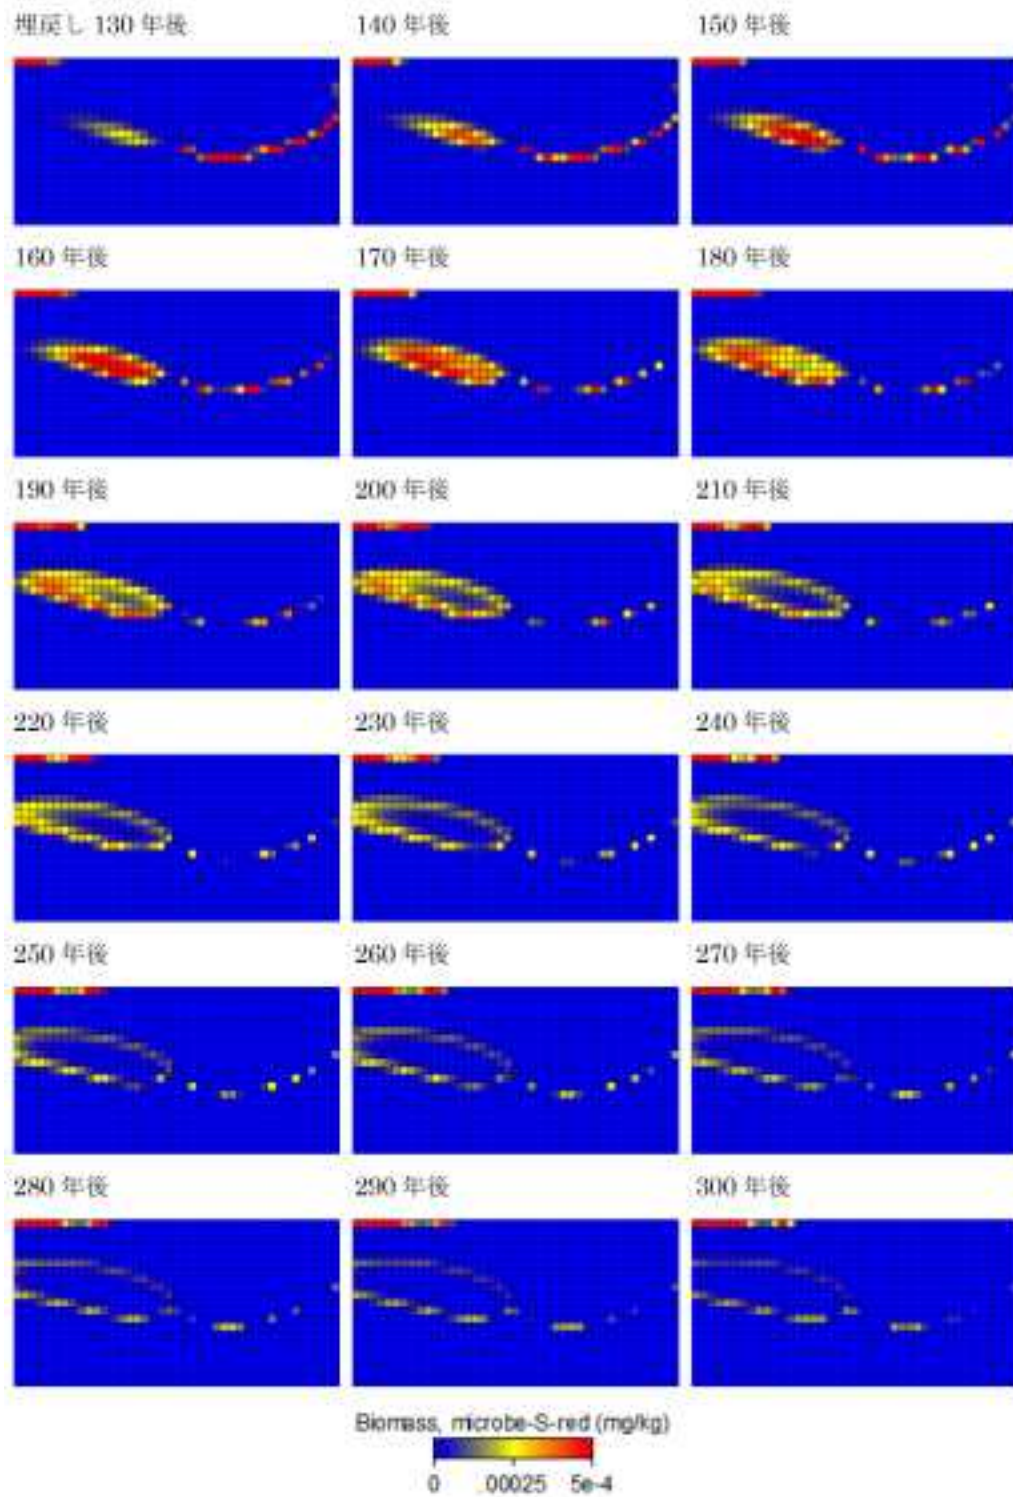 埋戻し 130 年後
140 年後
150 年後
160 年後
170 年後
180 年後
190 年後
200 年後
210 年後
220 年後
230 年後
240 年後
250 年後
260 年後
270 年後
280 年後
290 年後
300 年後
Biomass, microbe-S-red (mg/kg)
0 .00025 5e-4